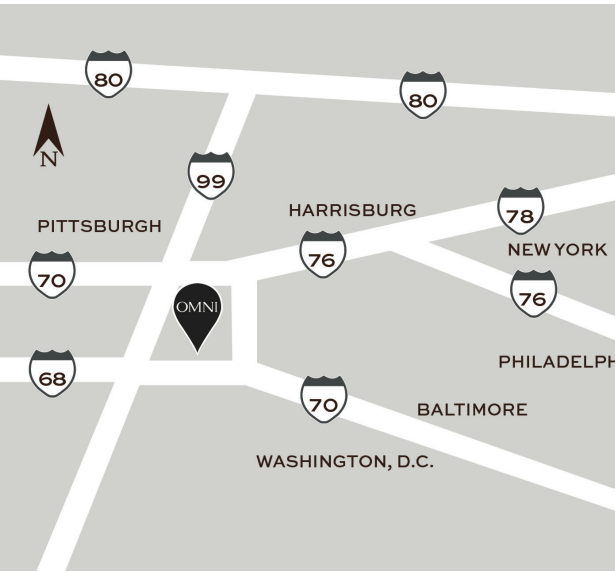 80
80
N
99
HARRISBURG
78
PITTSBURGH
76
NEW YORK
70
76
OMNI
PHILADELPH
68
70
BALTIMORE
WASHINGTON, D.C.